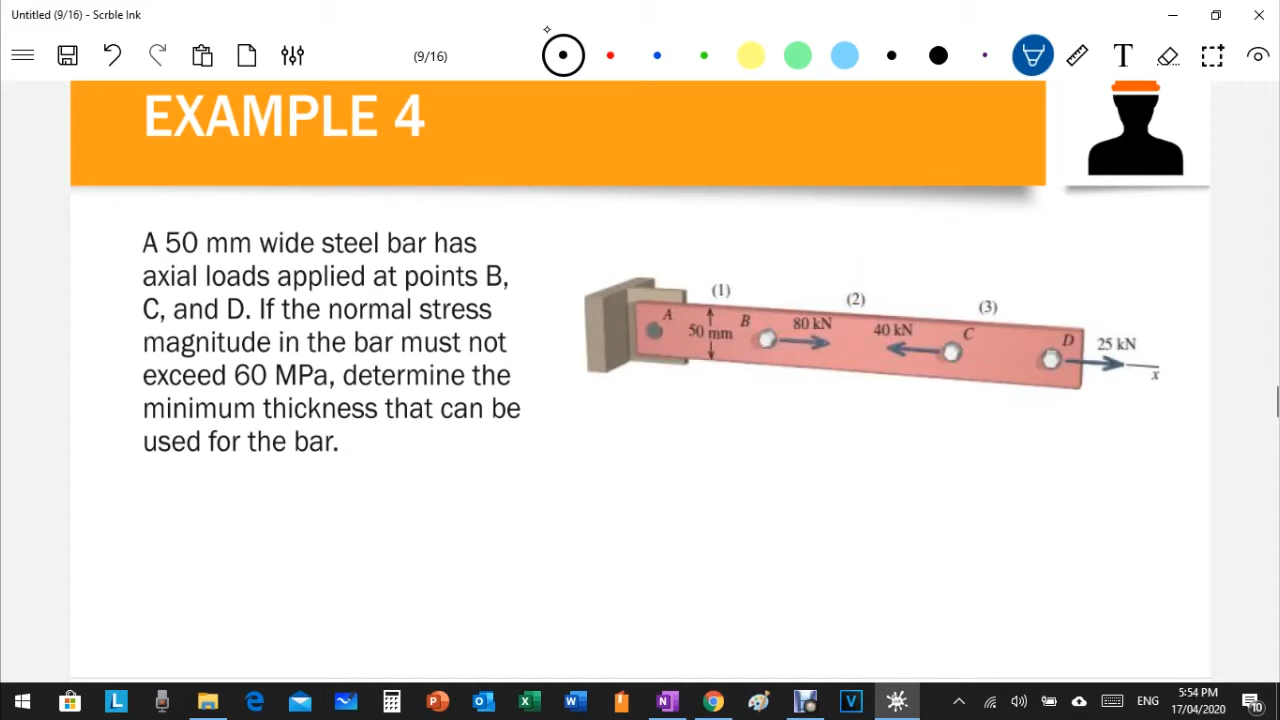 Untitled (9/16) - Scrble Ink
(9/16)
T
EXAMPLE 4
A 50 mm wide steel bar has
axial loads applied at points B,
C, and D. If the normal stress
magnitude in the bar must not
exceed 60 MPa, determine the
minimum thickness that can be
used for the bar.
(1)
(2)
(3)
A
50 mm
B
80 kN
40 kN
C
D
25 kN
x
L
P
N
V
ENG
5:54 PM
17/04/2020
10